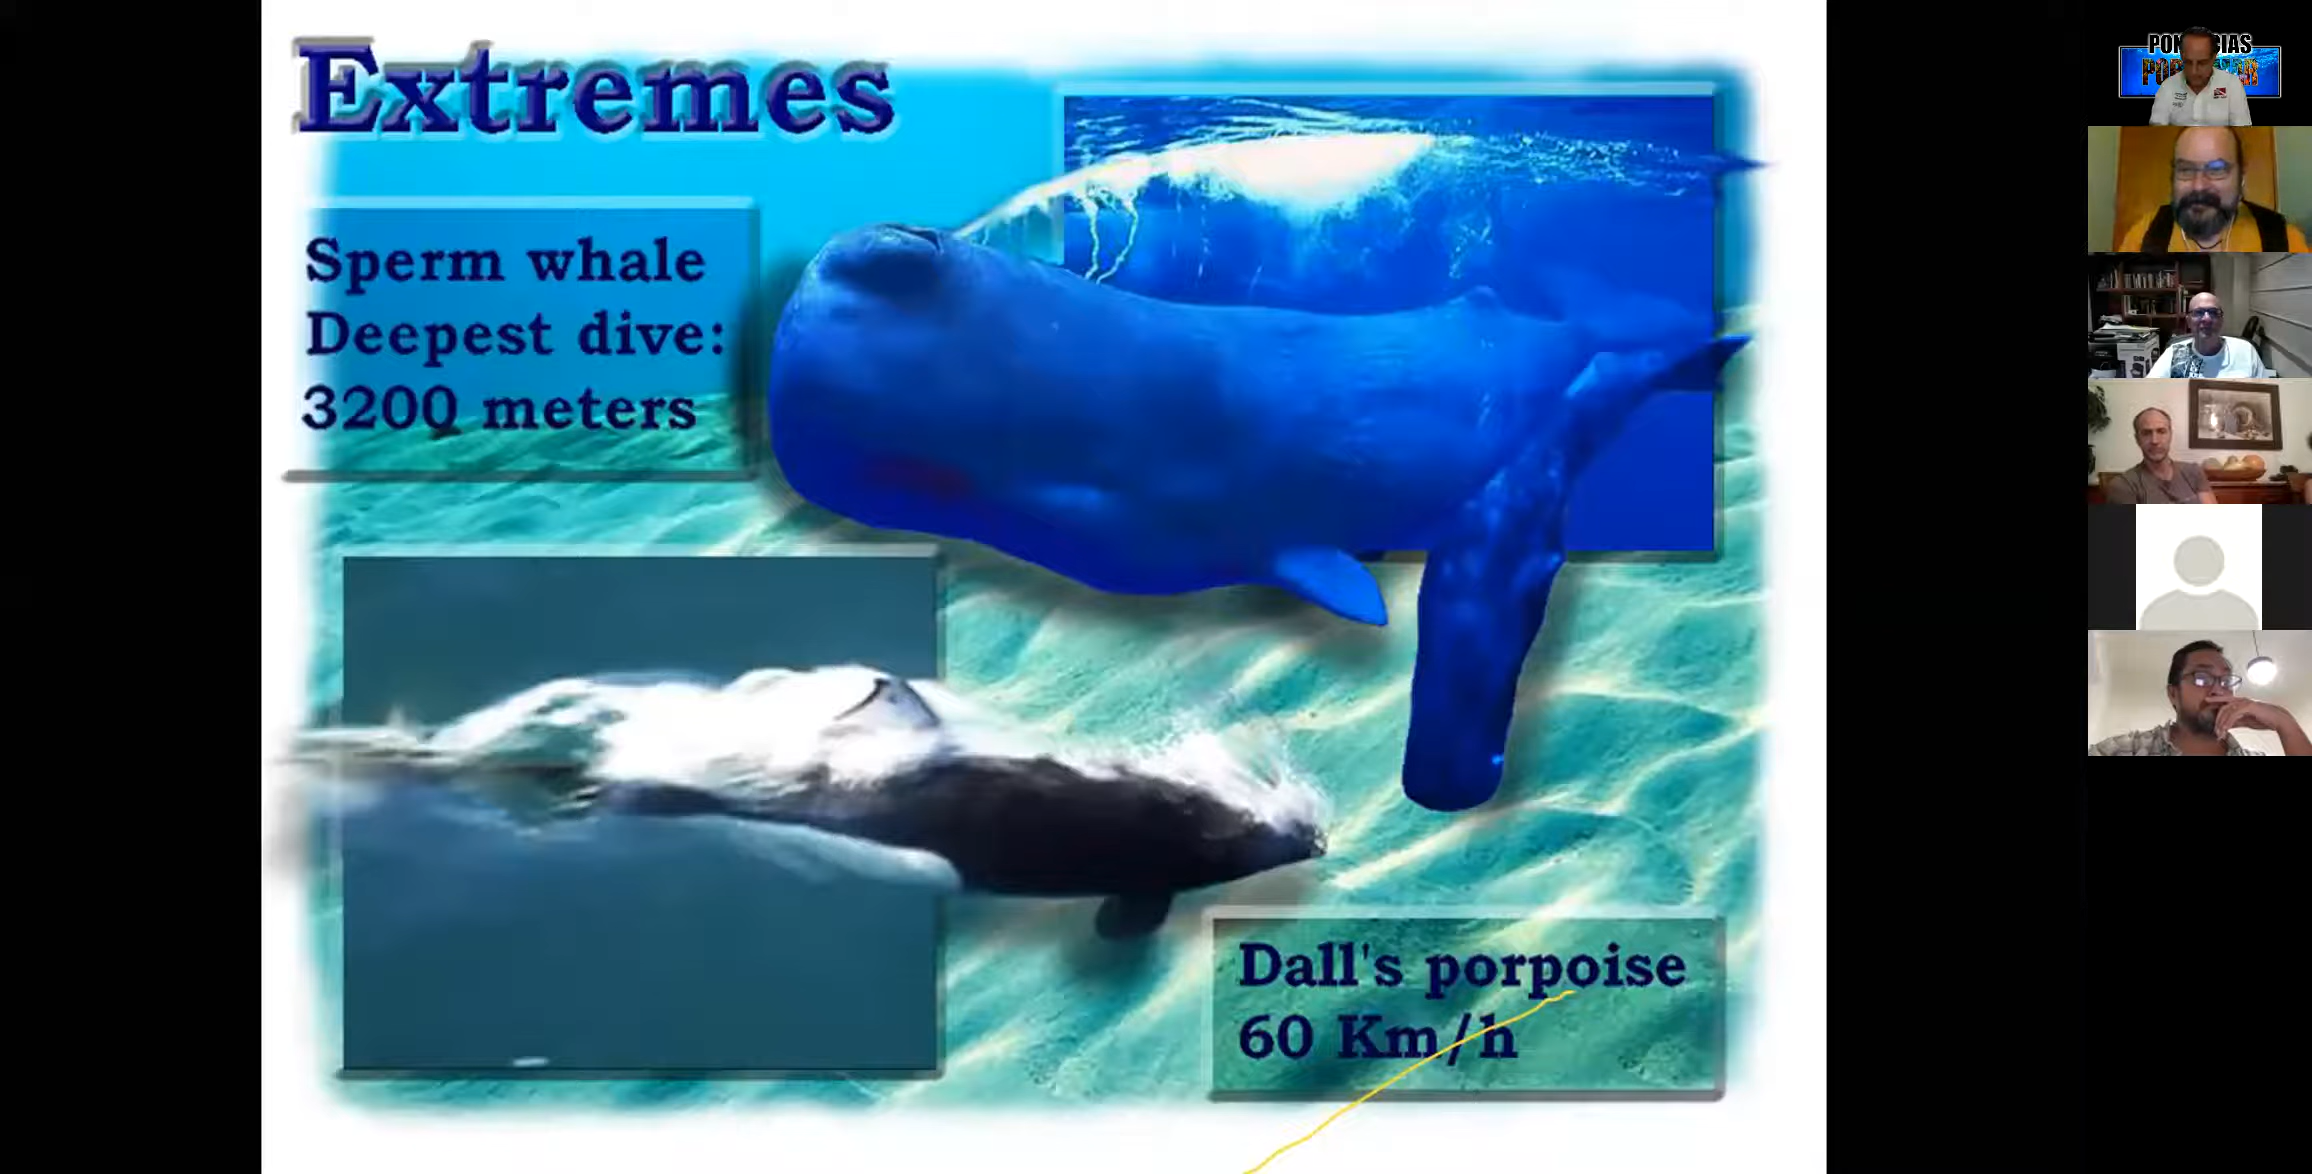 Extremes
Sperm whale
Deepest dive:
3200 meters
Dall's porpoise
60 Km/h